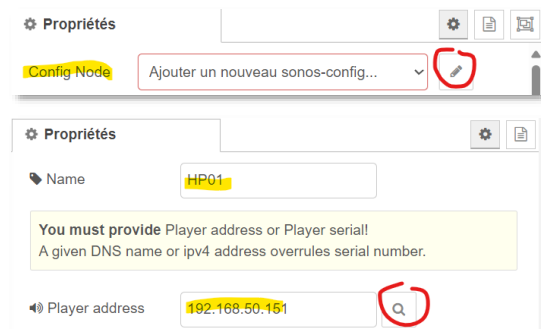 Propriétés
Config Node Ajouter un nouveau sonos-config...
Propriétés
Name HP01
You must provide Player address or Player serial!
A given DNS name or ipv4 address overrules serial number.
Player address 192.168.50.151